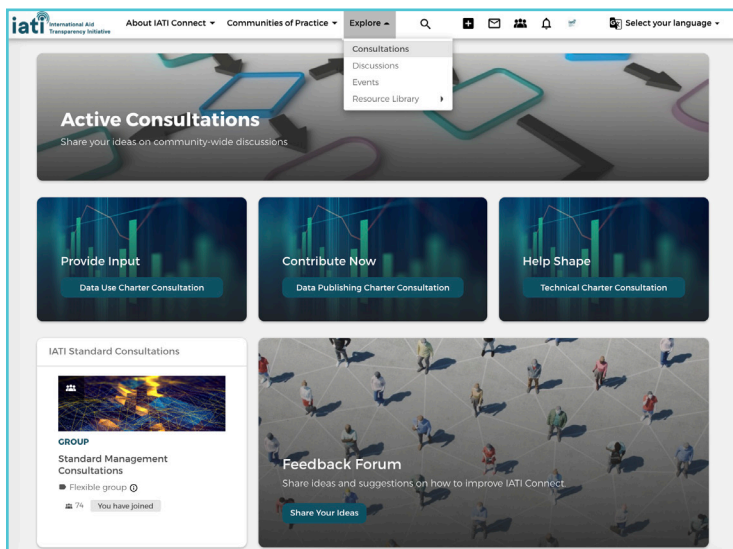 iati International Aid
Transparency Initiative
About IATI Connect
Communities of Practice
Explore
Select your language
Consultations
Discussions
Events
Resource Library
Active Consultations
Share your ideas on community-wide discussions
Provide Input
Data Use Charter Consultation
Contribute Now
Data Publishing Charter Consultation
Help Shape
Technical Charter Consultation
IATI Standard Consultations
GROUP
Standard Management
Consultations
Flexible group
74 You have joined
Feedback Forum
Share ideas and suggestions on how to improve IATI Connect.
Share Your Ideas